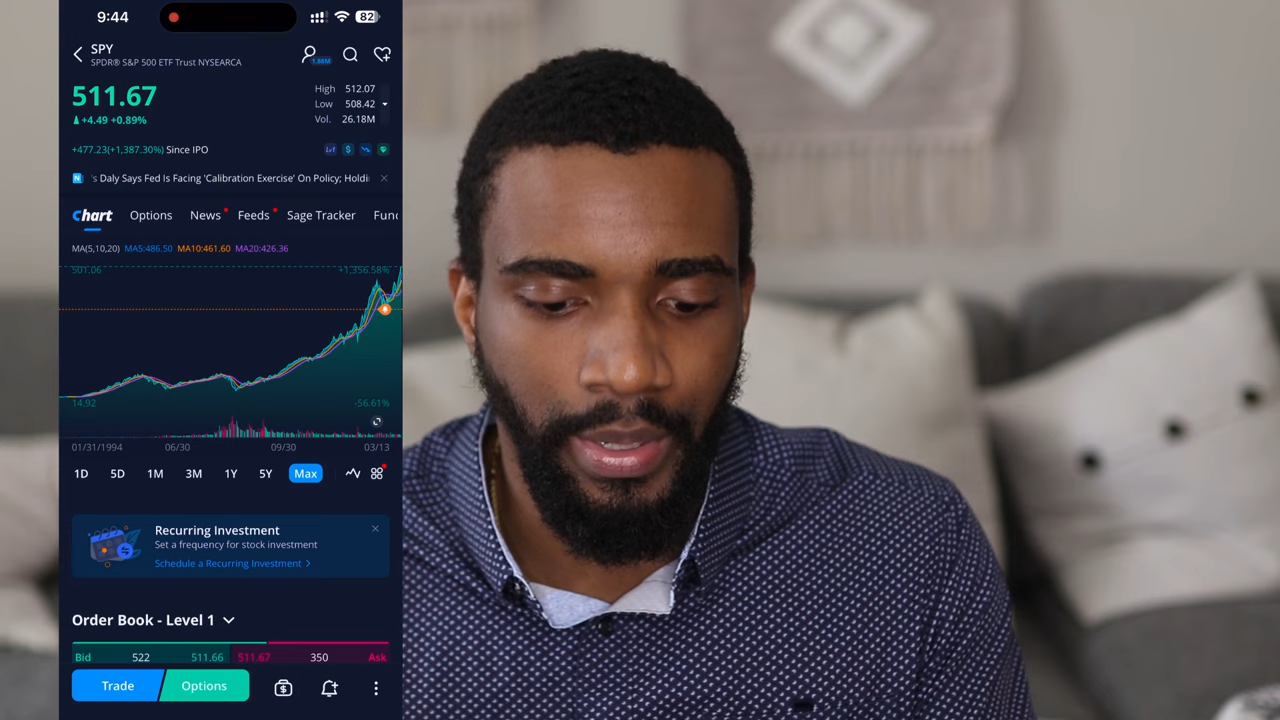 9:44
82
SPY
SPDR® S&P 500 ETF Trust NYSEARCA
1.88M
511.67
+4.49 +0.89%
High 512.07
Low 508.42
Vol. 26.18M
+477.23(+1,387.30%) Since IPO
's Daly Says Fed Is Facing 'Calibration Exercise' On Policy; Holdi
Chart Options News Feeds Sage Tracker Func
MA(5,10,20) MA5:486.50 MA10:461.60 MA20:426.36
501.06 +1,356.58%
14.92 -56.61%
01/31/1994 06/30 09/30 03/13
1D 5D 1M 3M 1Y 5Y Max
Recurring Investment
Set a frequency for stock investment
Schedule a Recurring Investment >
Order Book - Level 1
Bid 522 511.66 511.67 350 Ask
Trade Options